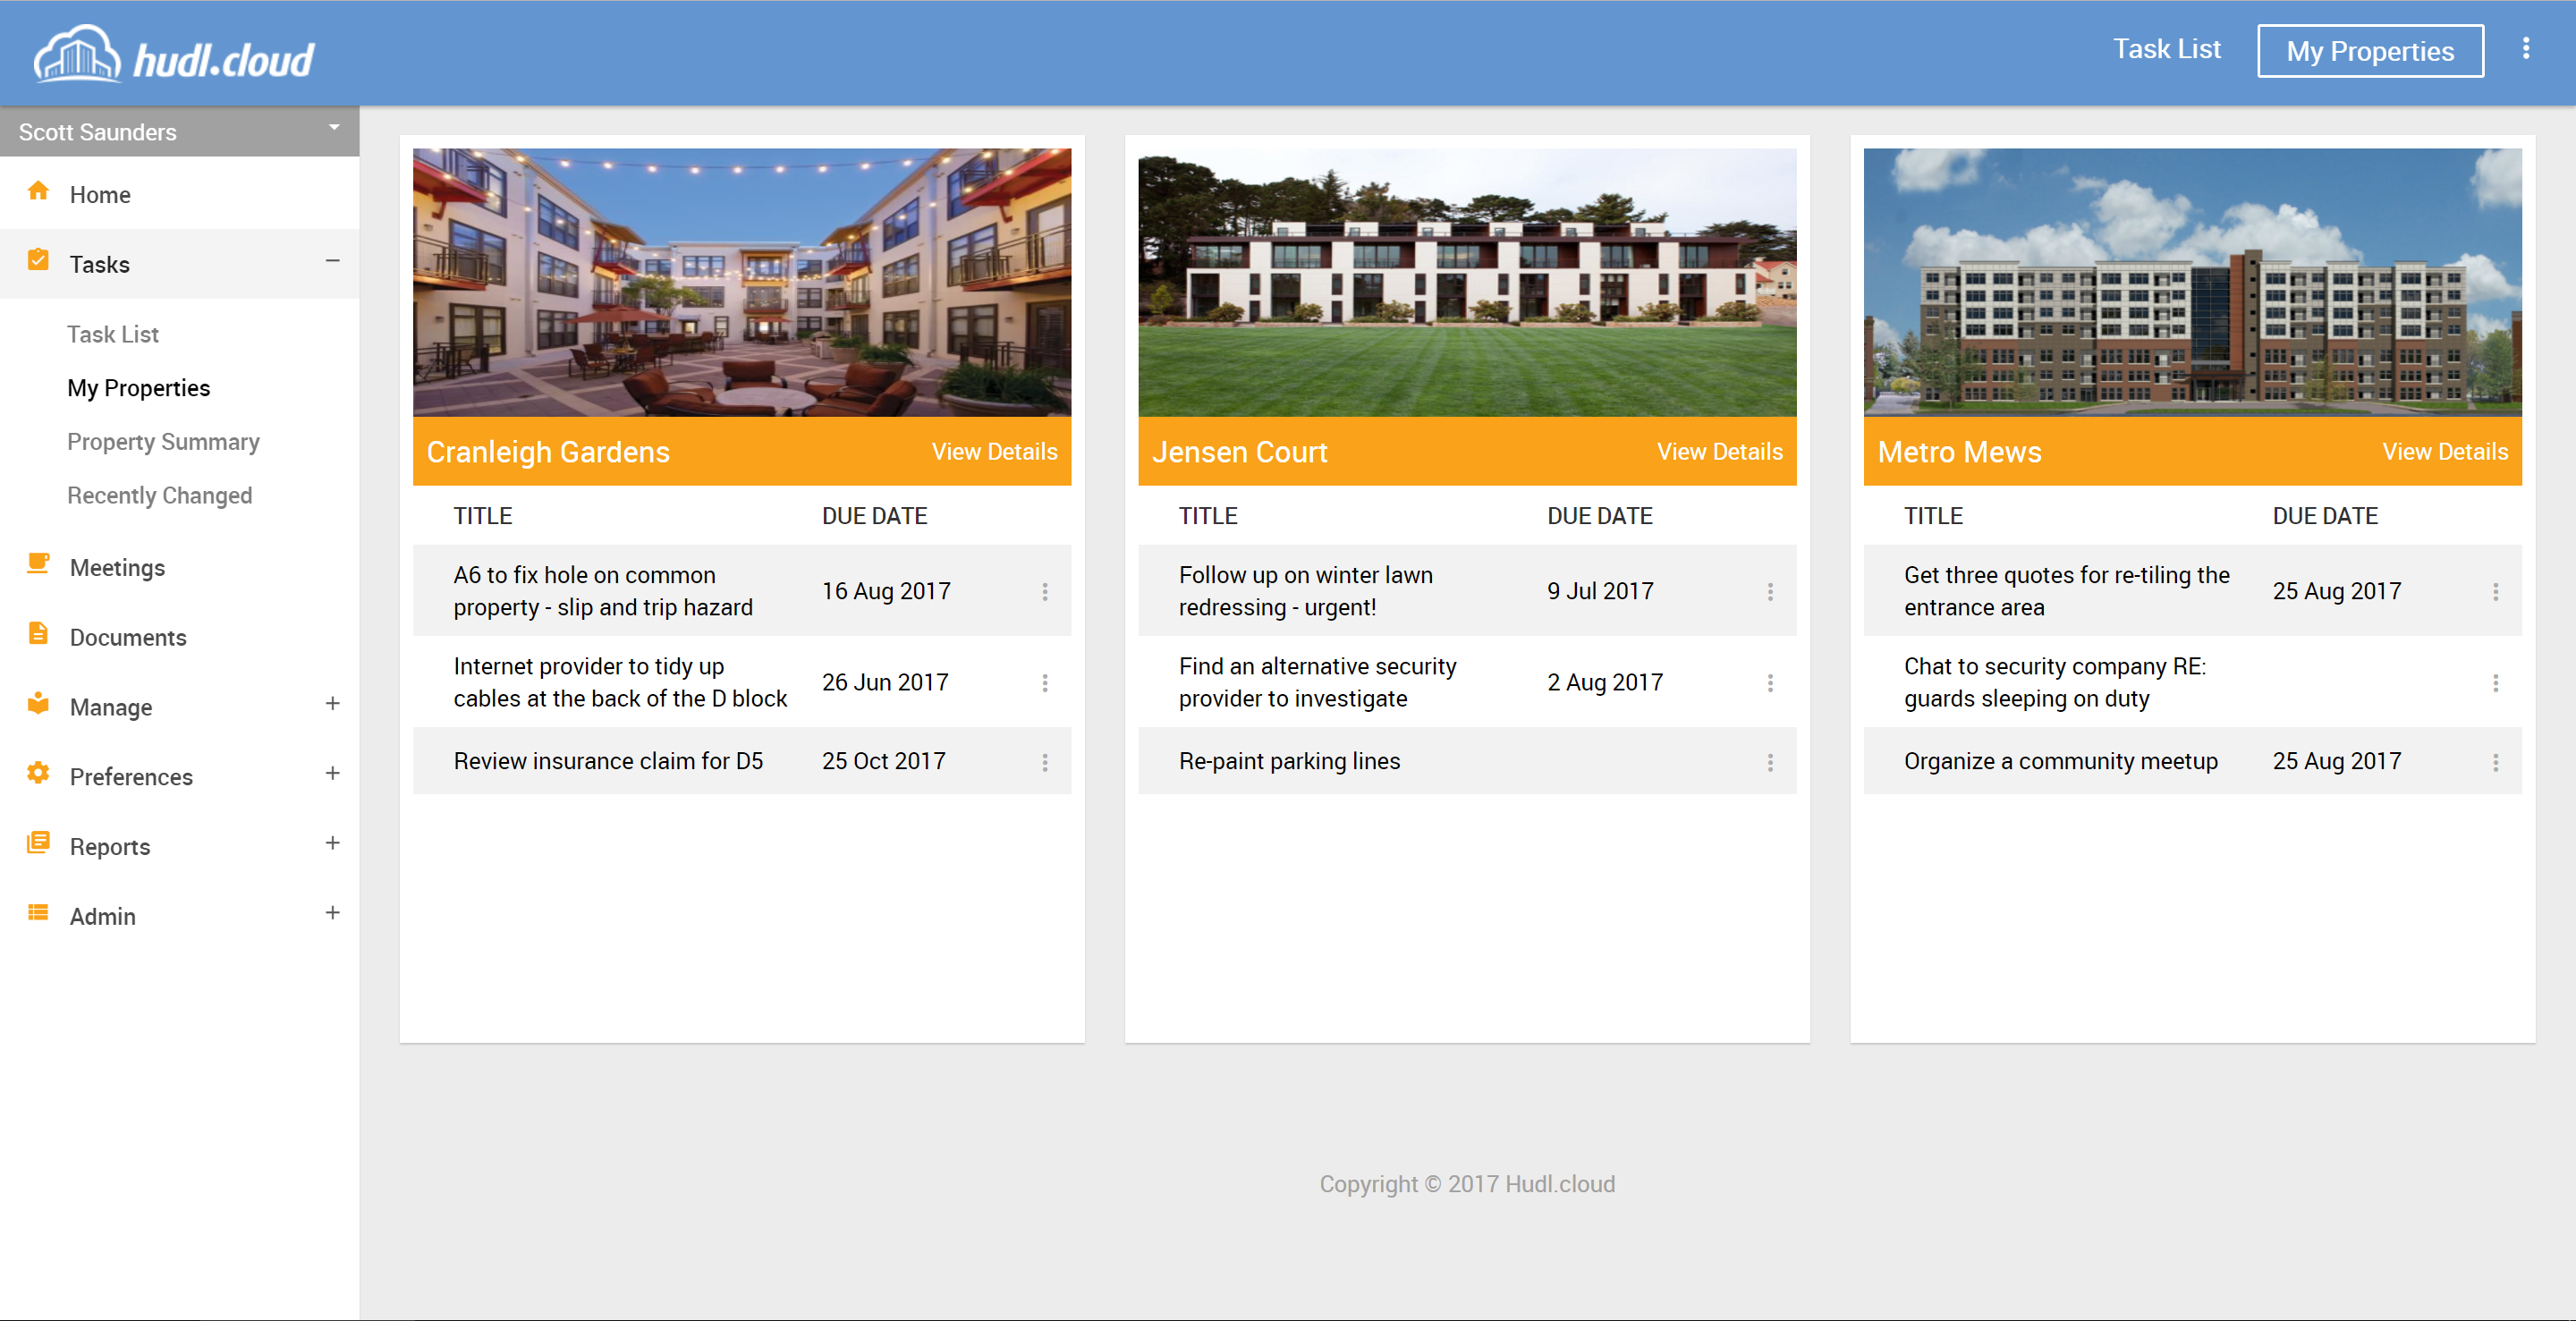 hudl.cloud
Task List
My Properties
Scott Saunders
Home
Tasks
Task List
My Properties
Property Summary
Recently Changed
Meetings
Documents
Manage
Preferences
Reports
Admin
Cranleigh Gardens
View Details
TITLE
DUE DATE
A6 to fix hole on common
property - slip and trip hazard
16 Aug 2017
Internet provider to tidy up
cables at the back of the D block
26 Jun 2017
Review insurance claim for D5
25 Oct 2017
Jensen Court
View Details
TITLE
DUE DATE
Follow up on winter lawn
redressing - urgent!
9 Jul 2017
Find an alternative security
provider to investigate
2 Aug 2017
Re-paint parking lines
Metro Mews
View Details
TITLE
DUE DATE
Get three quotes for re-tiling the
entrance area
25 Aug 2017
Chat to security company RE:
guards sleeping on duty
Organize a community meetup
25 Aug 2017
Copyright © 2017 Hudl.cloud